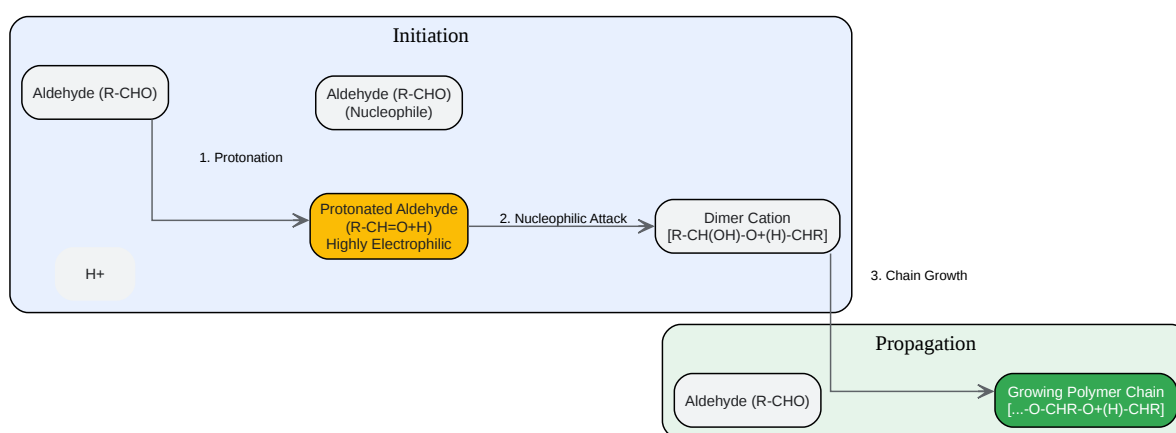 Initiation
Aldehyde (R-CHO)
Aldehyde (R-CHO)
(Nucleophile)
1. Protonation
Protonated Aldehyde
(R-CH=O+H)
Highly Electrophilic
2. Nucleophilic Attack
Dimer Cation
[R-CH(OH)-O+(H)-CHR]
H+
3. Chain Growth
Propagation
Aldehyde (R-CHO)
Growing Polymer Chain
[...-O-CHR-O+(H)-CHR]